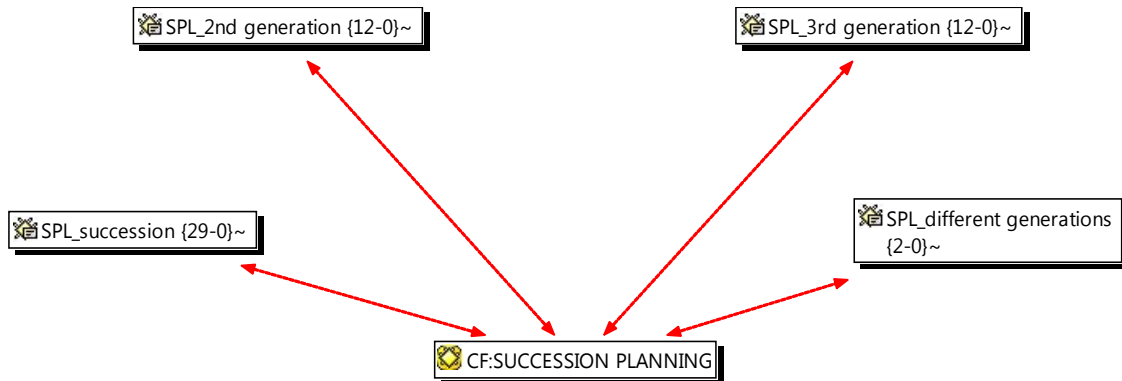 SPL_2nd generation {12-0}~
SPL_3rd generation {12-0}~
SPL_succession {29-0}~
SPL_different generations
{2-0}~
CF:SUCCESSION PLANNING